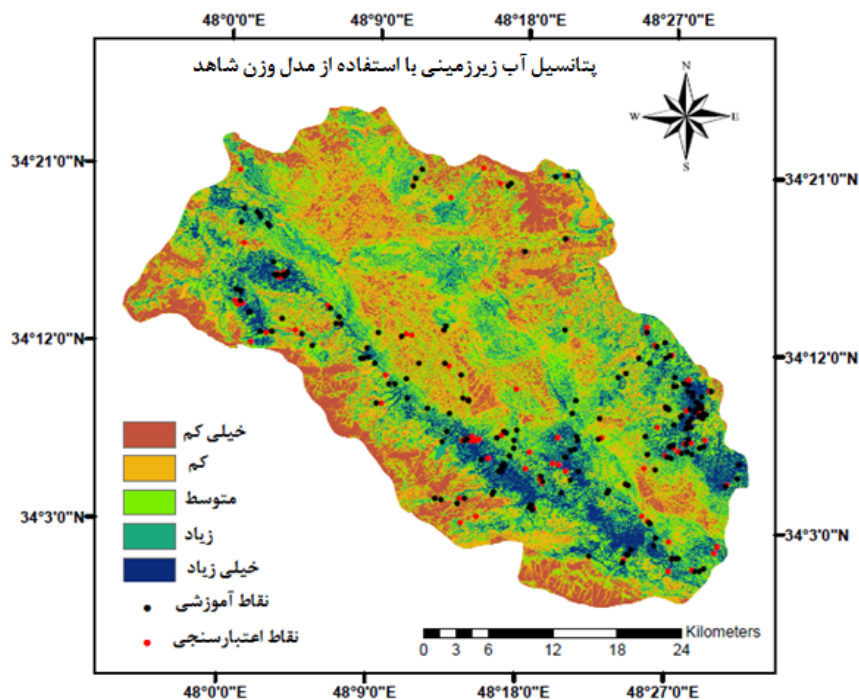 48°0'0"E 48°9'0"E 48°18'0"E 48°27'0"E
پتانسیل آب زیرزمینی با استفاده از مدل وزن شاهد
N
W E
S
34°21'0"N 34°21'0"N
34°12'0"N 34°12'0"N
خیلی کم
کم
متوسط
زیاد
خیلی زیاد
نقاط آموزشی
نقاط اعتبارسنجی
34°3'0"N 34°3'0"N
Kilometers
0 3 6 12 18 24
48°0'0"E 48°9'0"E 48°18'0"E 48°27'0"E